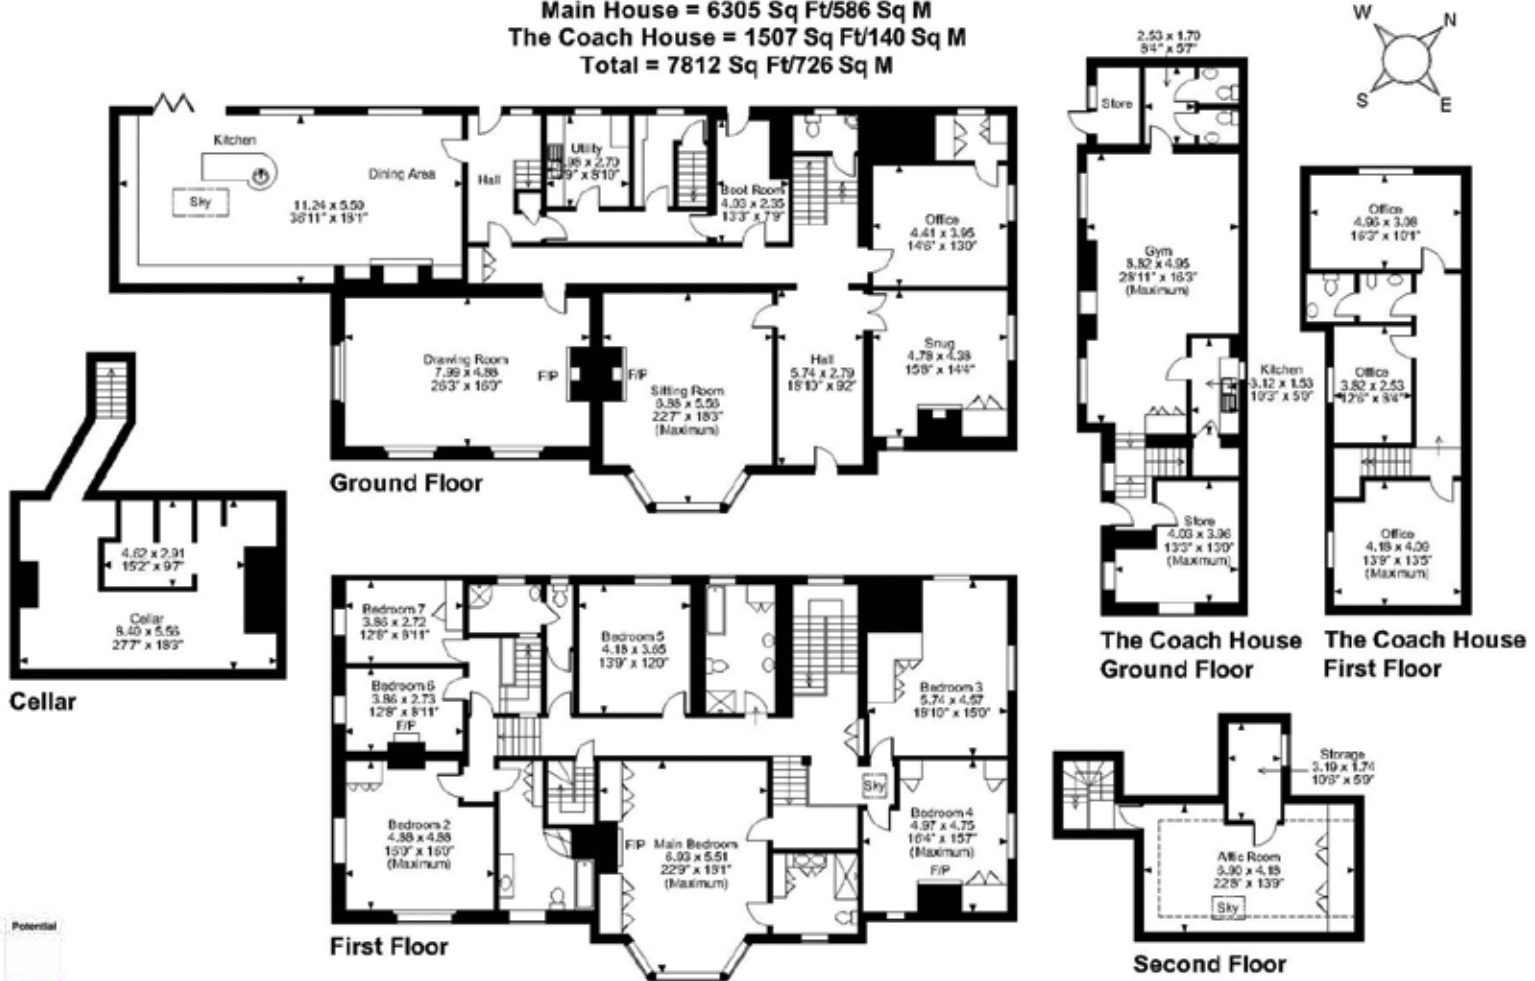 Main House = 6305 Sq Ft/586 Sq M
The Coach House = 1507 Sq Ft/140 Sq M
Total = 7812 Sq Ft/726 Sq M
W
N
S
E
Kitchen
Dining Area
Sky
11.24 x 5.50
36'11" x 18'1"
Hall
Utility
2.70
8'10"
Boot Room
4.03 x 2.35
13'3" x 7'9"
Office
4.41 x 3.95
14'6" x 13'0"
Drawing Room
7.99 x 4.88
26'3" x 16'0"
F/P
F/P
Sitting Room
6.88 x 5.56
22'7" x 18'3"
(Maximum)
Hall
5.74 x 2.79
18'10" x 9'2"
Snug
4.78 x 4.38
15'8" x 14'4"
Ground Floor
4.62 x 2.91
15'2" x 9'7"
Cellar
8.40 x 5.56
27'7" x 18'3"
Cellar
Bedroom 7
3.86 x 2.72
12'8" x 8'11"
Bedroom 6
3.86 x 2.73
12'8" x 8'11"
F/P
Bedroom 5
4.18 x 3.65
13'9" x 12'0"
Bedroom 3
5.74 x 4.57
18'10" x 15'0"
Bedroom 2
4.88 x 4.88
16'0" x 16'0"
(Maximum)
F/P
Main Bedroom
6.93 x 5.51
22'9" x 18'1"
(Maximum)
Sky
Bedroom 4
4.97 x 4.75
16'4" x 15'7"
(Maximum)
F/P
First Floor
2.53 x 1.70
8'4" x 5'7"
Store
Gym
8.82 x 4.95
28'11" x 16'3"
(Maximum)
Kitchen
3.12 x 1.53
10'3" x 5'0"
Store
4.03 x 3.96
13'3" x 13'0"
(Maximum)
The Coach House
Ground Floor
Office
4.96 x 3.08
16'3" x 10'1"
Office
3.82 x 2.53
12'6" x 8'4"
Office
4.18 x 4.09
13'9" x 13'5"
(Maximum)
The Coach House
First Floor
Storage
3.19 x 1.74
10'6" x 5'9"
Attic Room
6.90 x 4.18
22'8" x 13'9"
Sky
Second Floor
Potential